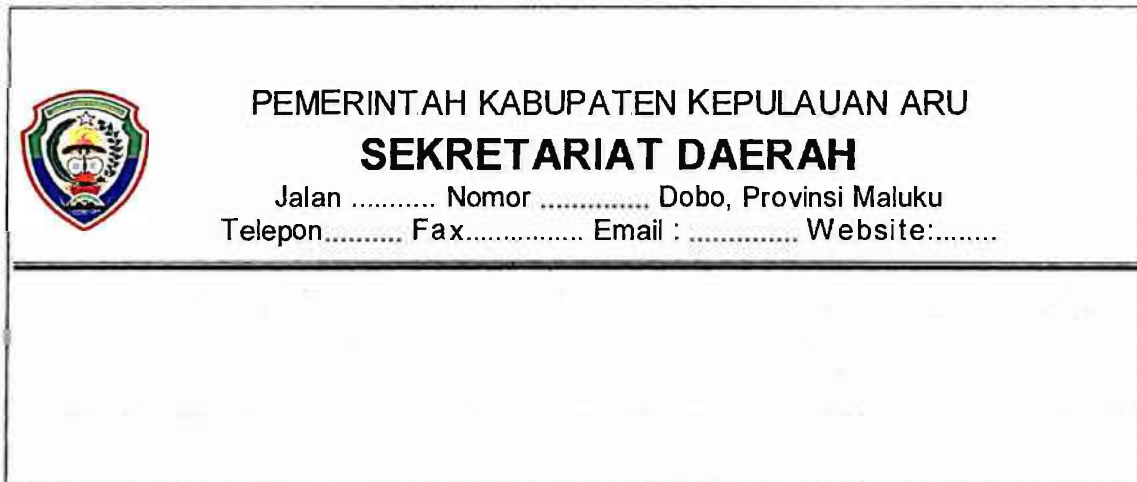 PEMERINTAH KABUPATEN KEPULAUAN ARU
SEKRETARIAT DAERAH
Jalan ........... Nomor .............. Dobo, Provinsi Maluku
Telepon.......... Fax............... Email : .............. Website:........